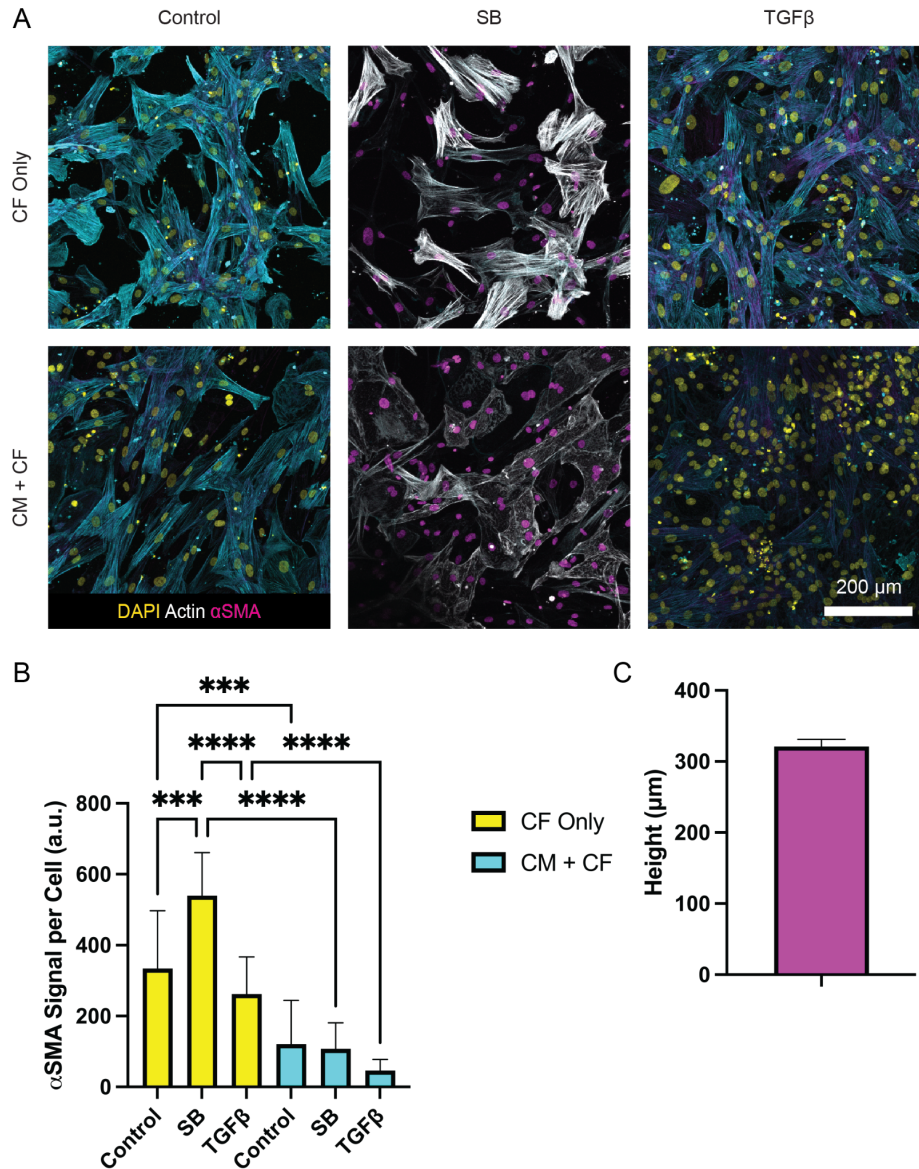 A
Control
SB
TGFβ
CF Only
CM + CF
DAPI Actin αSMA
200 µm
B
***
**** ****
*** ****
αSMA Signal per Cell (a.u.)
800
600
400
200
0
Control
SB
TGFβ
Control
SB
TGFβ
CF Only
CM + CF
C
Height (µm)
400
300
200
100
0